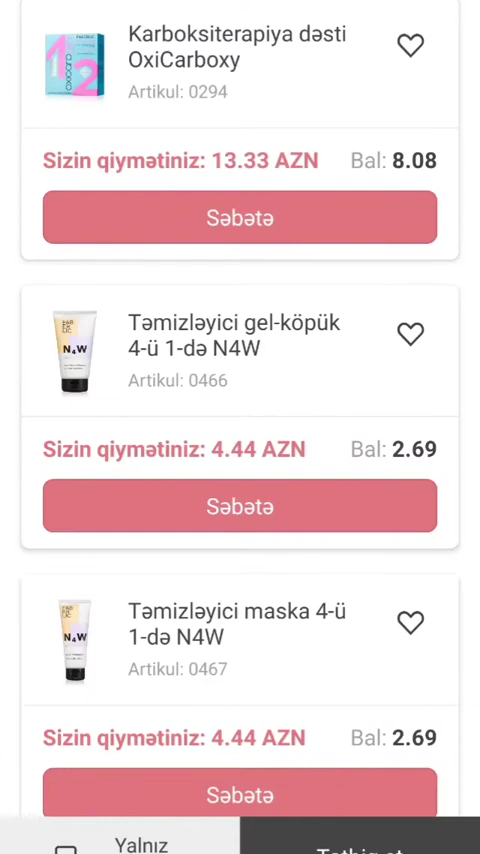 Karboksiterapiya dəsti
OxiCarboxy
Artikul: 0294
Sizin qiymətiniz: 13.33 AZN Bal: 8.08
Səbətə
Təmizləyici gel-köpük
4-ü 1-də N4W
Artikul: 0466
N4W
Sizin qiymətiniz: 4.44 AZN Bal: 2.69
Səbətə
Təmizləyici maska 4-ü
1-də N4W
Artikul: 0467
N4W
Sizin qiymətiniz: 4.44 AZN Bal: 2.69
Səbətə
Yalnız